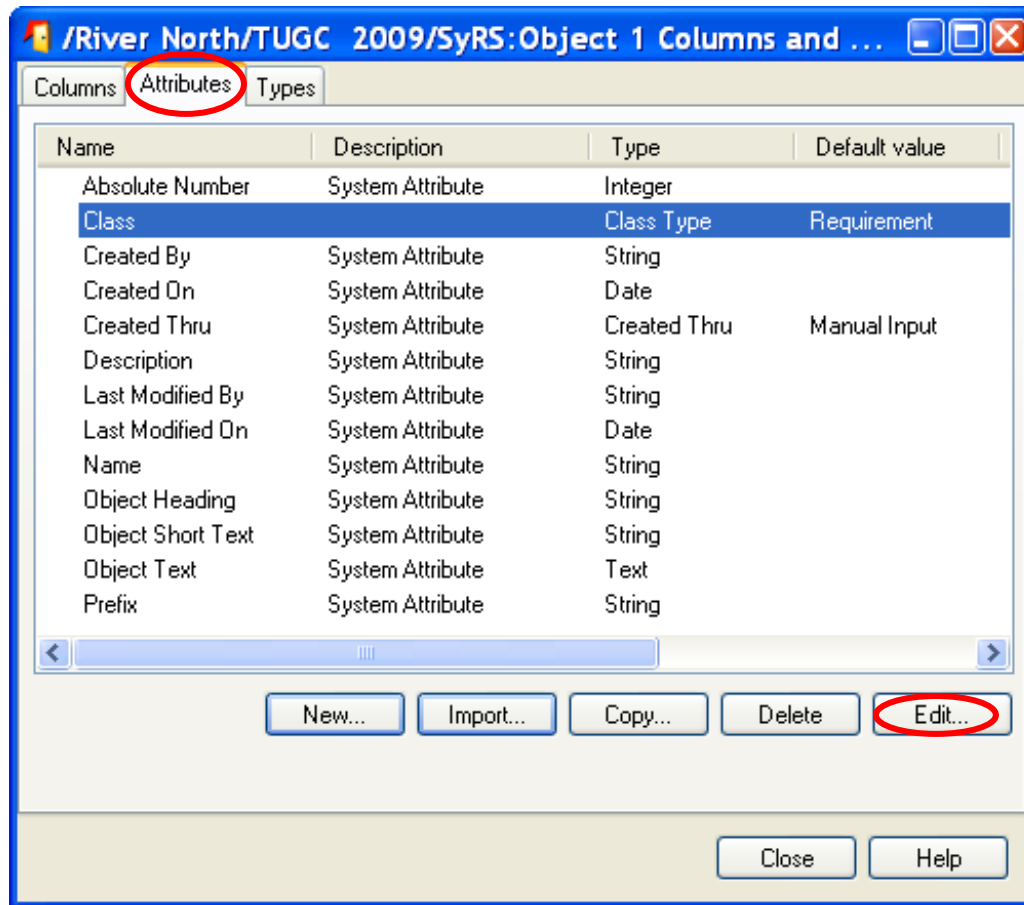 /River North/TUGC 2009/SyRS:Object 1 Columns and ...
Columns Attributes Types
Name Description Type Default value
Absolute Number System Attribute Integer
Class Class Type Requirement
Created By System Attribute String
Created On System Attribute Date
Created Thru System Attribute Created Thru Manual Input
Description System Attribute String
Last Modified By System Attribute String
Last Modified On System Attribute Date
Name System Attribute String
Object Heading System Attribute String
Object Short Text System Attribute String
Object Text System Attribute Text
Prefix System Attribute String
New... Import... Copy... Delete Edit...
Close Help